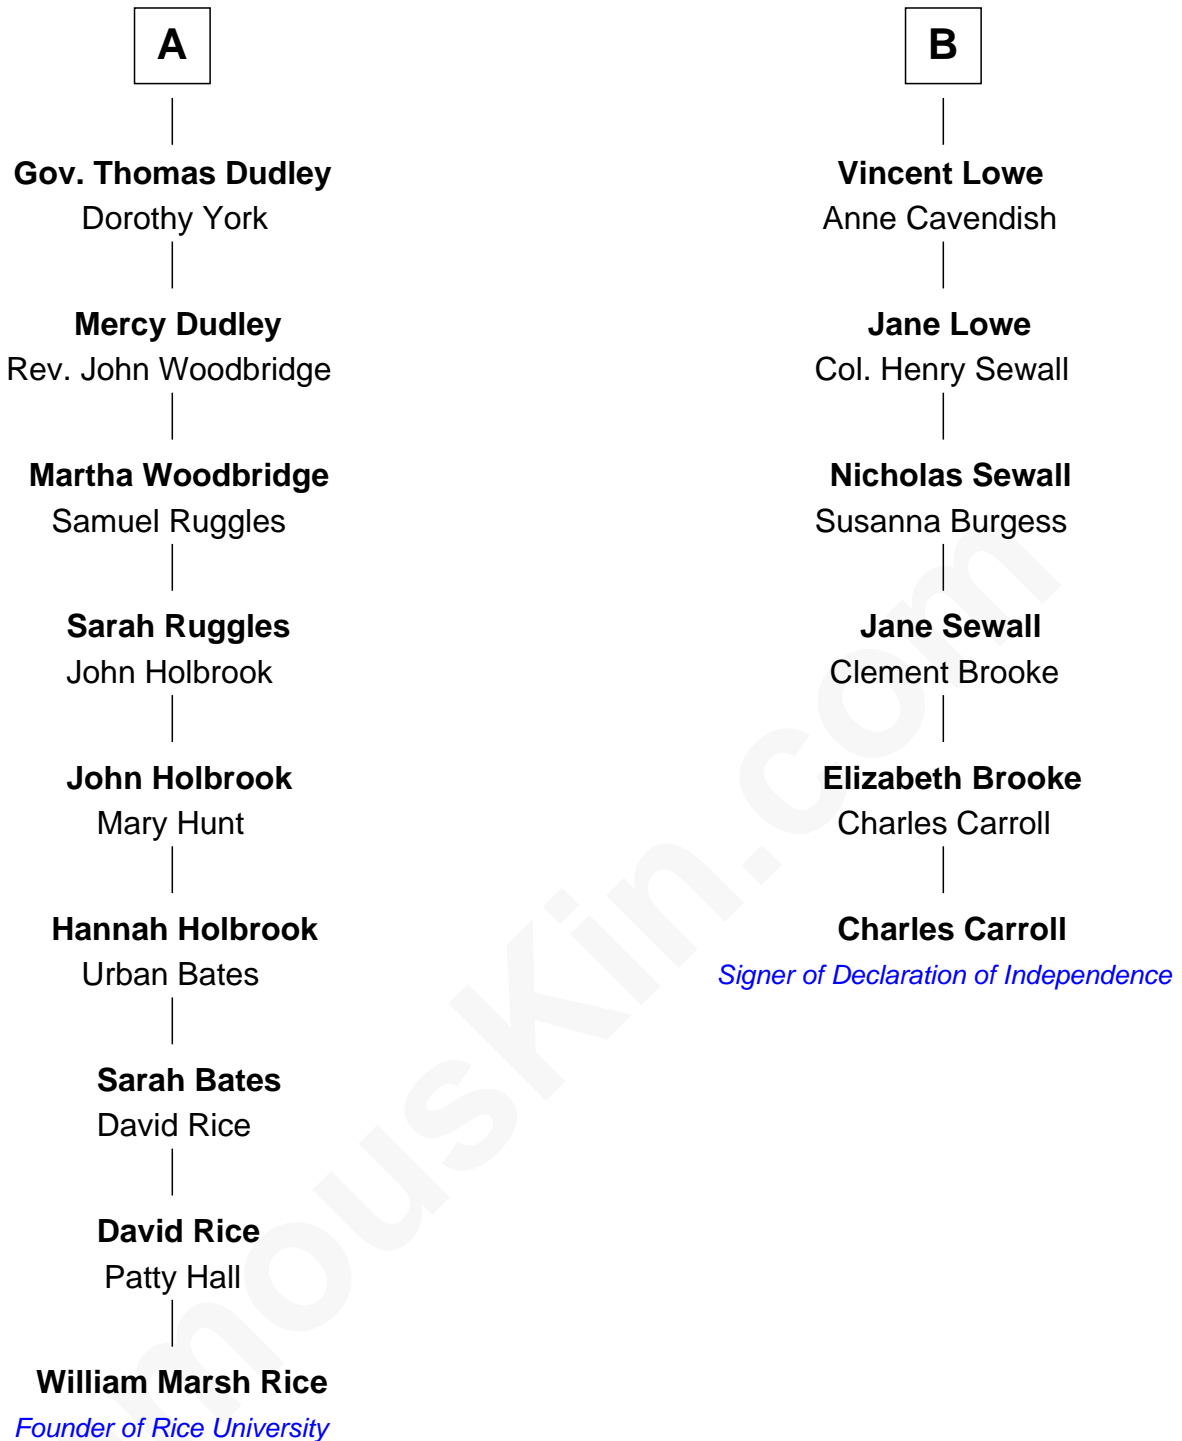 A
Gov. Thomas Dudley
Dorothy York
Mercy Dudley
Rev. John Woodbridge
Martha Woodbridge
Samuel Ruggles
Sarah Ruggles
John Holbrook
John Holbrook
Mary Hunt
Hannah Holbrook
Urban Bates
Sarah Bates
David Rice
David Rice
Patty Hall
William Marsh Rice
Founder of Rice University
B
Vincent Lowe
Anne Cavendish
Jane Lowe
Col. Henry Sewall
Nicholas Sewall
Susanna Burgess
Jane Sewall
Clement Brooke
Elizabeth Brooke
Charles Carroll
Charles Carroll
Signer of Declaration of Independence
mousKin.com